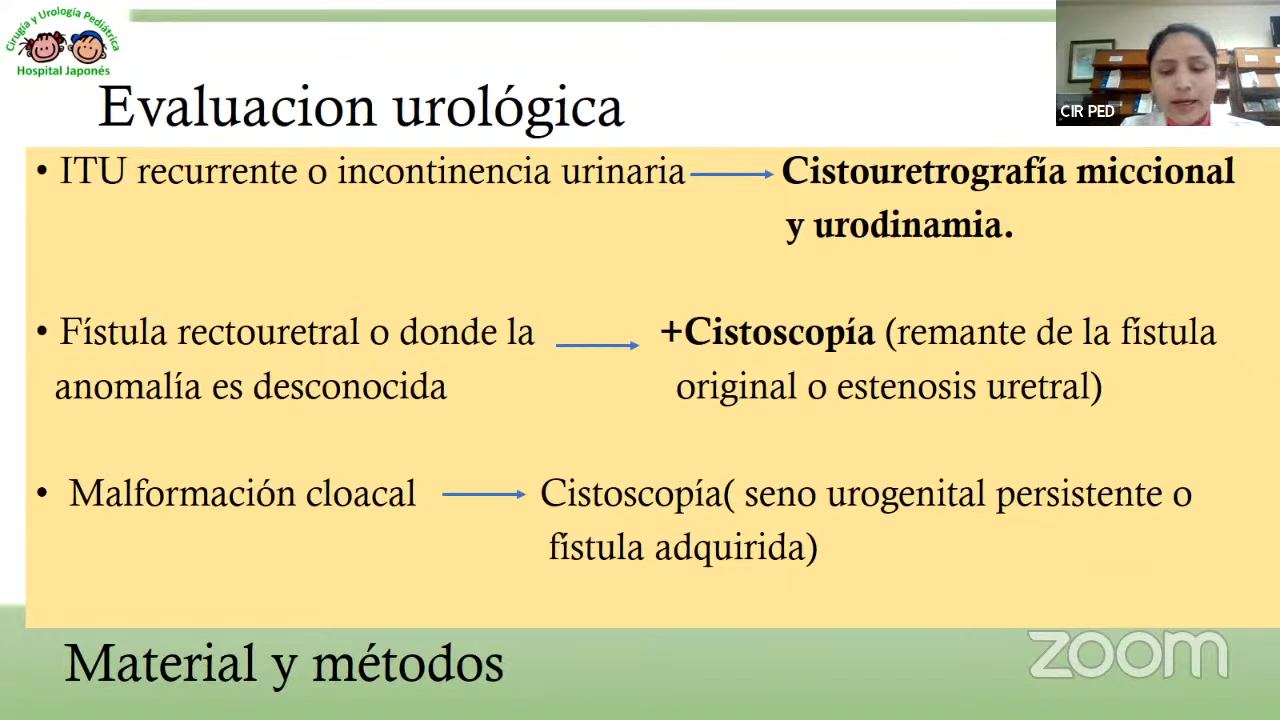 Cirugía y Urología Pediátrica
Hospital Japonés
CIR PED
Evaluacion urológica
• ITU recurrente o incontinencia urinaria → Cistouretrografía miccional
y urodinamia.
• Fístula rectouretral o donde la → +Cistoscopía (remante de la fístula
anomalía es desconocida original o estenosis uretral)
• Malformación cloacal → Cistoscopía( seno urogenital persistente o
fístula adquirida)
Material y métodos
zoom